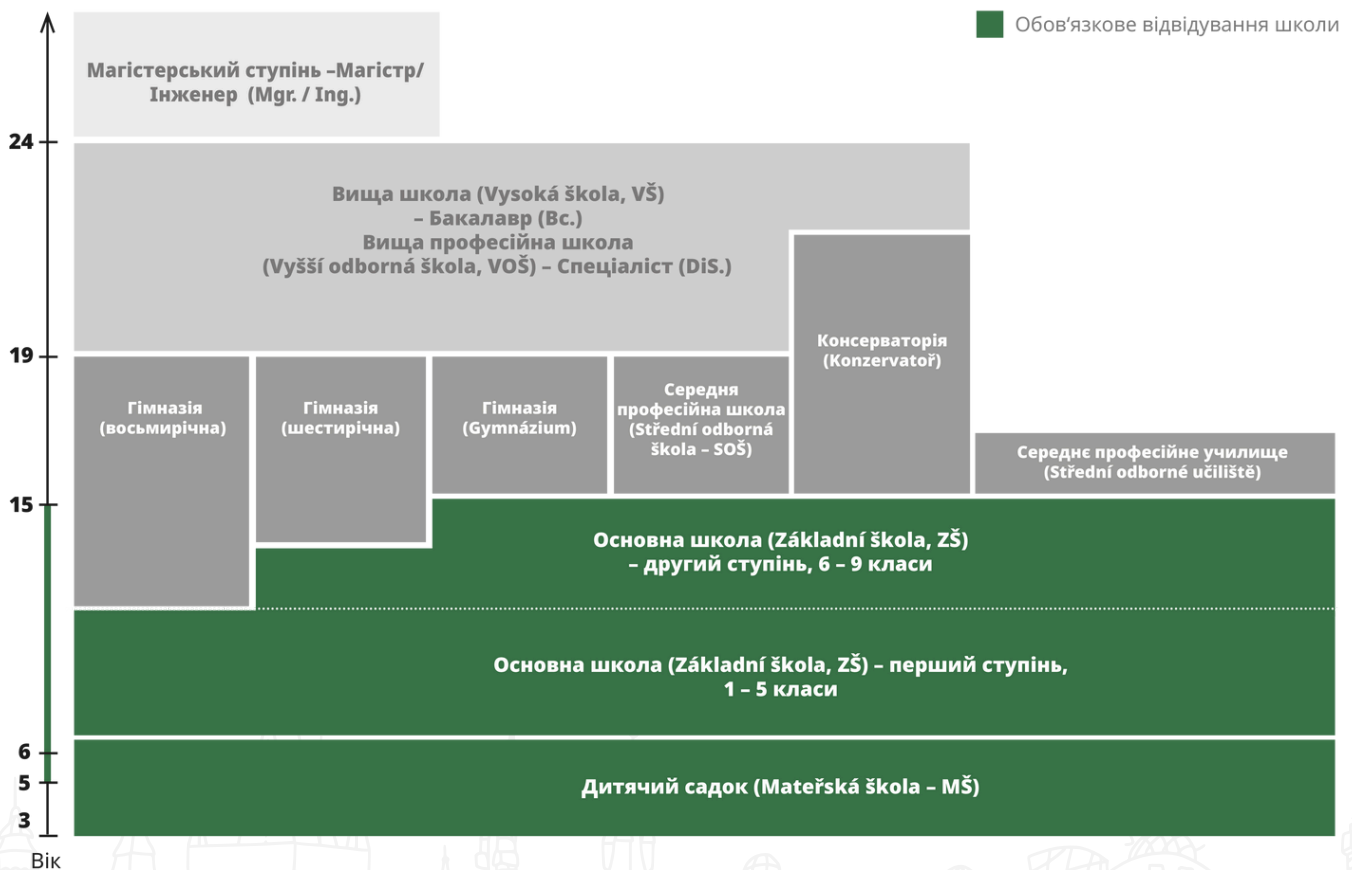 Обов‘язкове відвідування школи
Магістерський ступінь –Магістр/
Інженер (Mgr. / Ing.)
24
Вища школа (Vysoká škola, VŠ)
– Бакалавр (Bc.)
Вища професійна школа
(Vyšší odborná škola, VOŠ) – Спеціаліст (DiS.)
19
Консерваторія
(Konzervatoř)
Гімназія
(восьмирічна)
Гімназія
(шестирічна)
Гімназія
(Gymnázium)
Середня
професійна школа
(Střední odborná
škola – SOŠ)
Середнє професійне училище
(Střední odborné učiliště)
15
Основна школа (Základní škola, ZŠ)
– другий ступінь, 6 – 9 класи
Основна школа (Základní škola, ZŠ) – перший ступінь,
1 – 5 класи
6
5
Дитячий садок (Mateřská škola – MŠ)
3
Вік